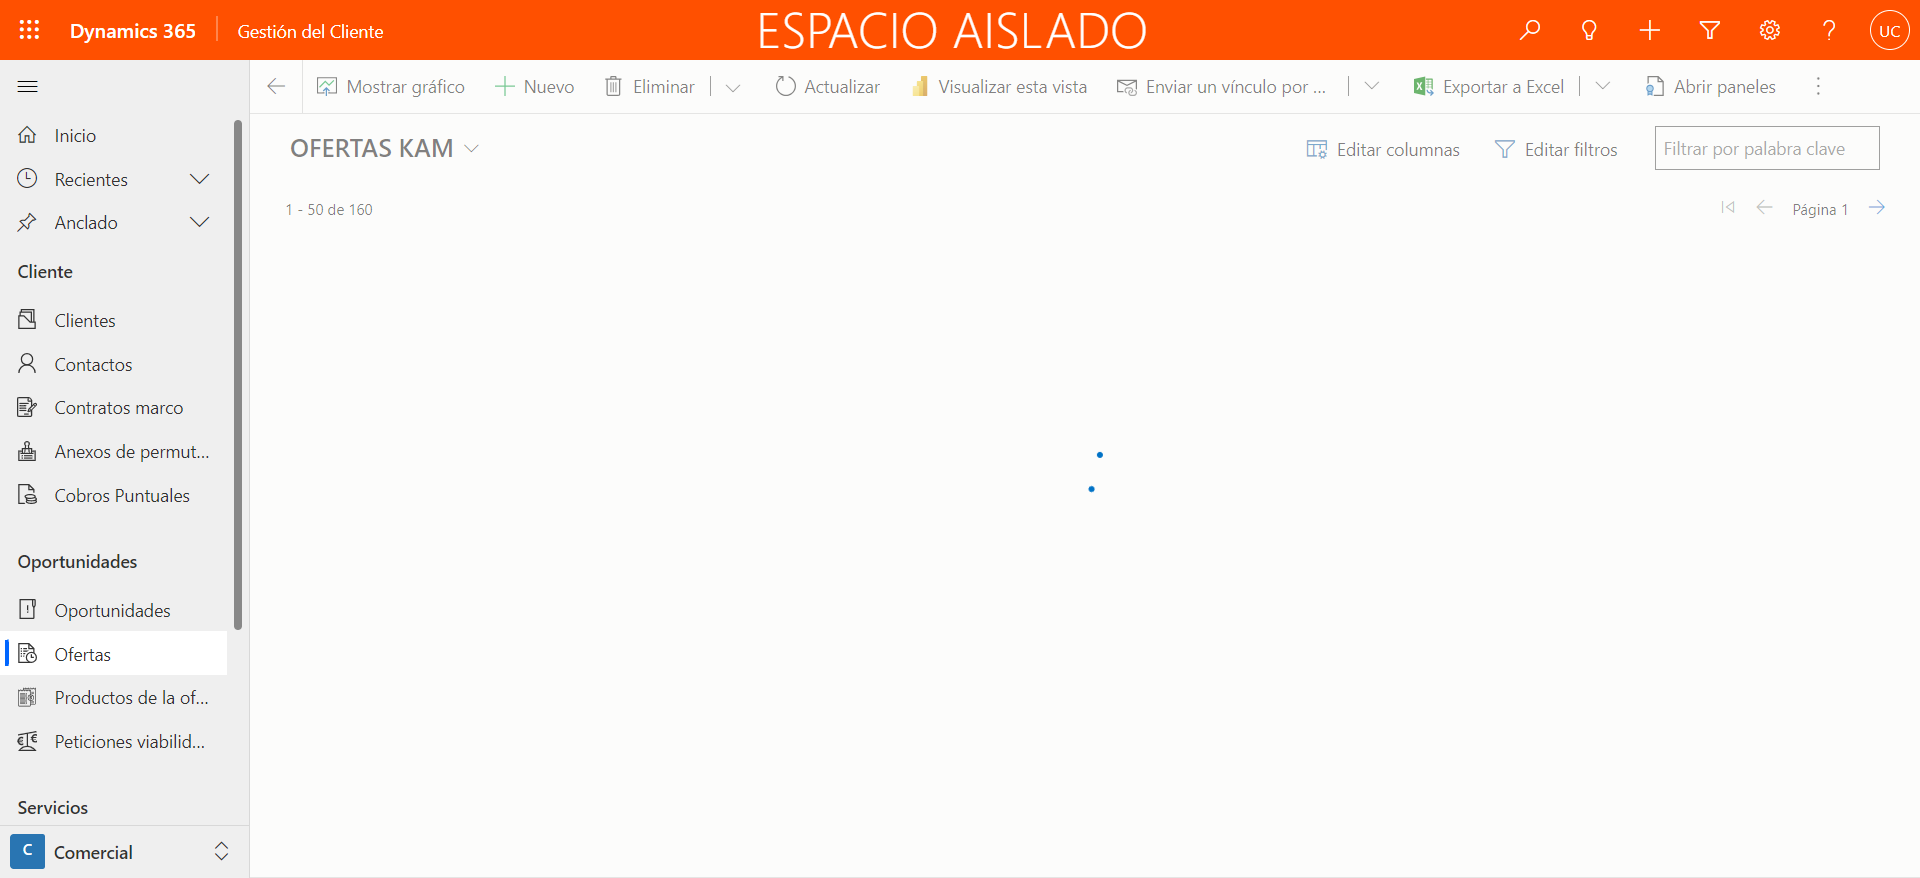 Dynamics 365
Gestión del Cliente
ESPACIO AISLADO
UC
Mostrar gráfico
Nuevo
Eliminar
Actualizar
Visualizar esta vista
Enviar un vínculo por ...
Exportar a Excel
Abrir paneles
Inicio
Recientes
Anclado
Cliente
Clientes
Contactos
Contratos marco
Anexos de permut...
Cobros Puntuales
Oportunidades
Oportunidades
Ofertas
Productos de la of...
Peticiones viabilid...
Servicios
C
Comercial
OFERTAS KAM
Editar columnas
Editar filtros
Filtrar por palabra clave
1 - 50 de 160
Página 1